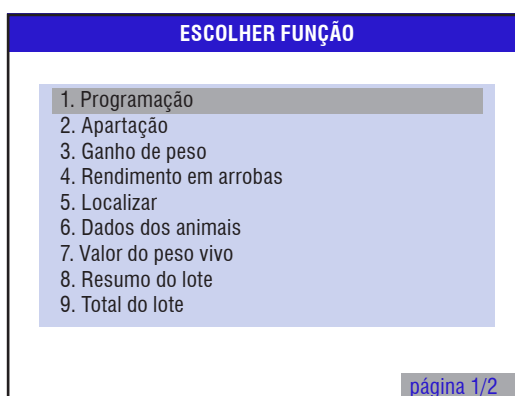 ESCOLHER FUNÇÃO
1. Programação
2. Apartação
3. Ganho de peso
4. Rendimento em arrobas
5. Localizar
6. Dados dos animais
7. Valor do peso vivo
8. Resumo do lote
9. Total do lote
página 1/2